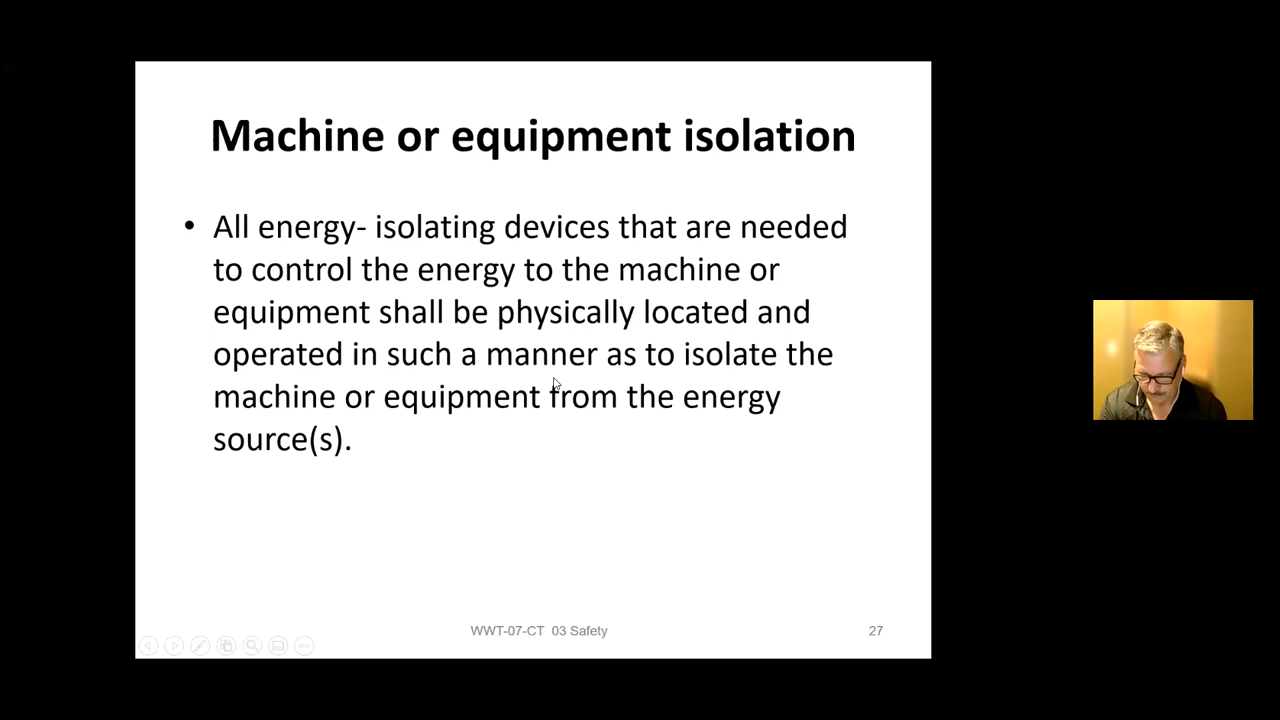 Machine or equipment isolation
• All energy- isolating devices that are needed
to control the energy to the machine or
equipment shall be physically located and
operated in such a manner as to isolate the
machine or equipment from the energy
source(s).
WWT-07-CT 03 Safety
27